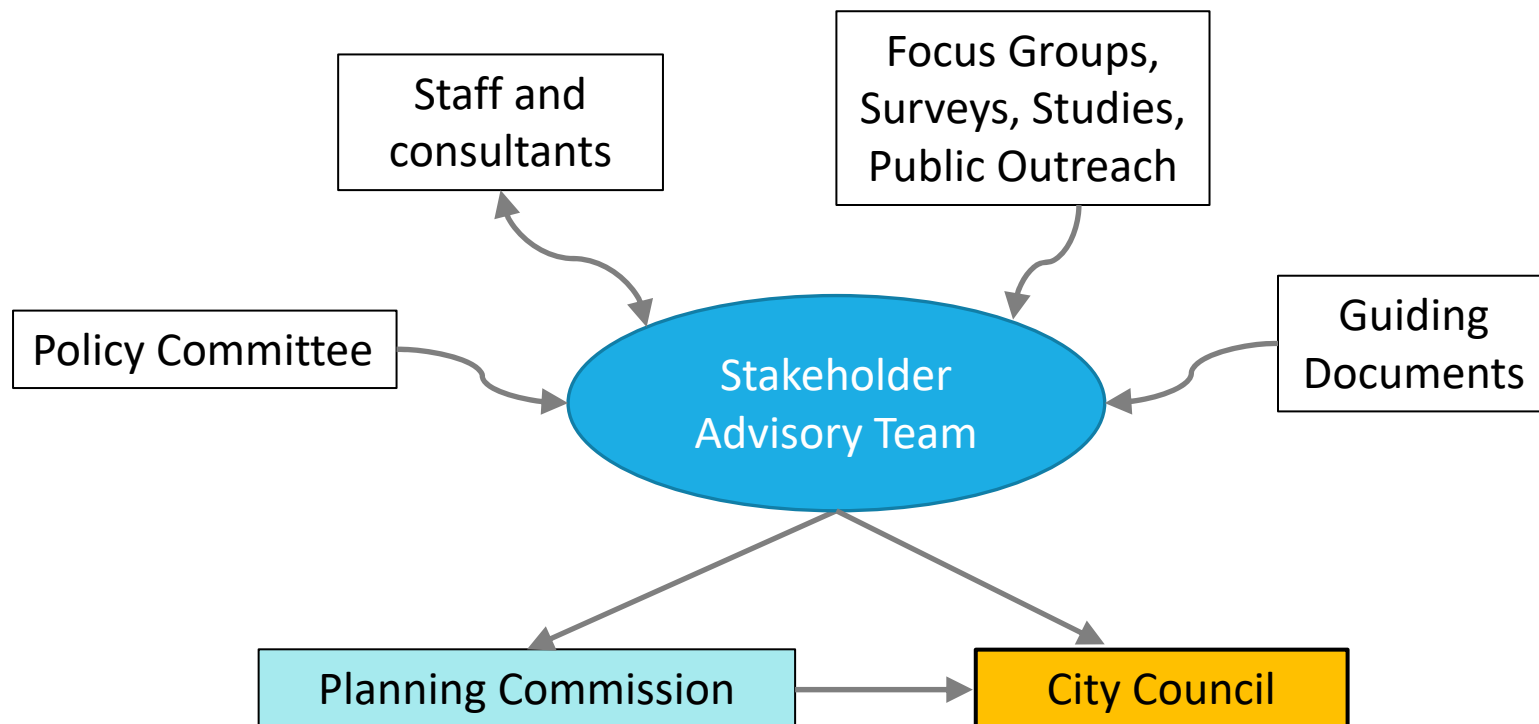 Staff and
consultants
Focus Groups,
Surveys, Studies,
Public Outreach
Policy Committee
Guiding
Documents
Stakeholder
Advisory Team
Planning Commission
City Council